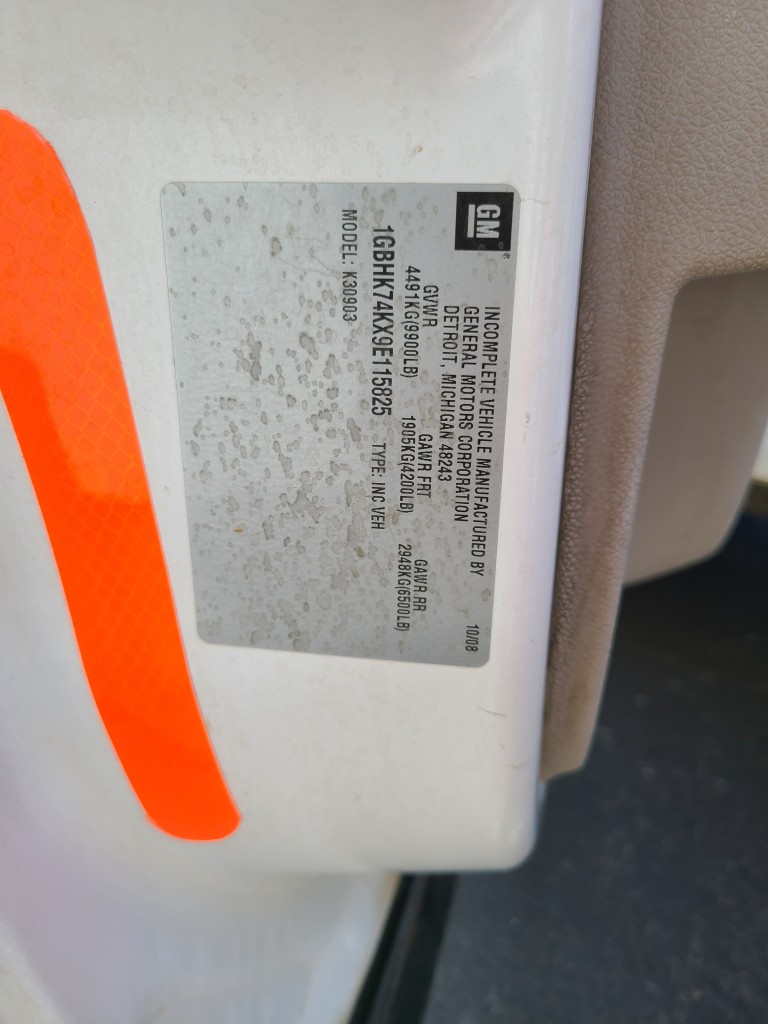 GM
INCOMPLETE VEHICLE MANUFACTURED BY
GENERAL MOTORS CORPORATION
DETROIT, MICHIGAN 48243
10/08
GVWR GAWR FRT GAWR RR
4491KG(9900LB) 1905KG(4200LB) 2948KG(6500LB)
1GBHK74KX9E115825 TYPE: INC VEH
MODEL: K30903